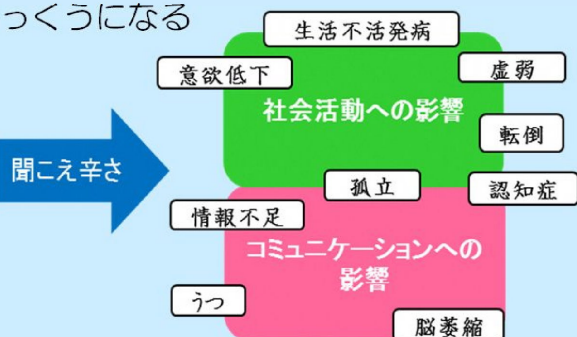 っくうになる
生活不活発病
意欲低下
虚弱
社会活動への影響
転倒
聞こえ辛さ
孤立
認知症
情報不足
コミュニケーションへの
影響
うつ
脳萎縮